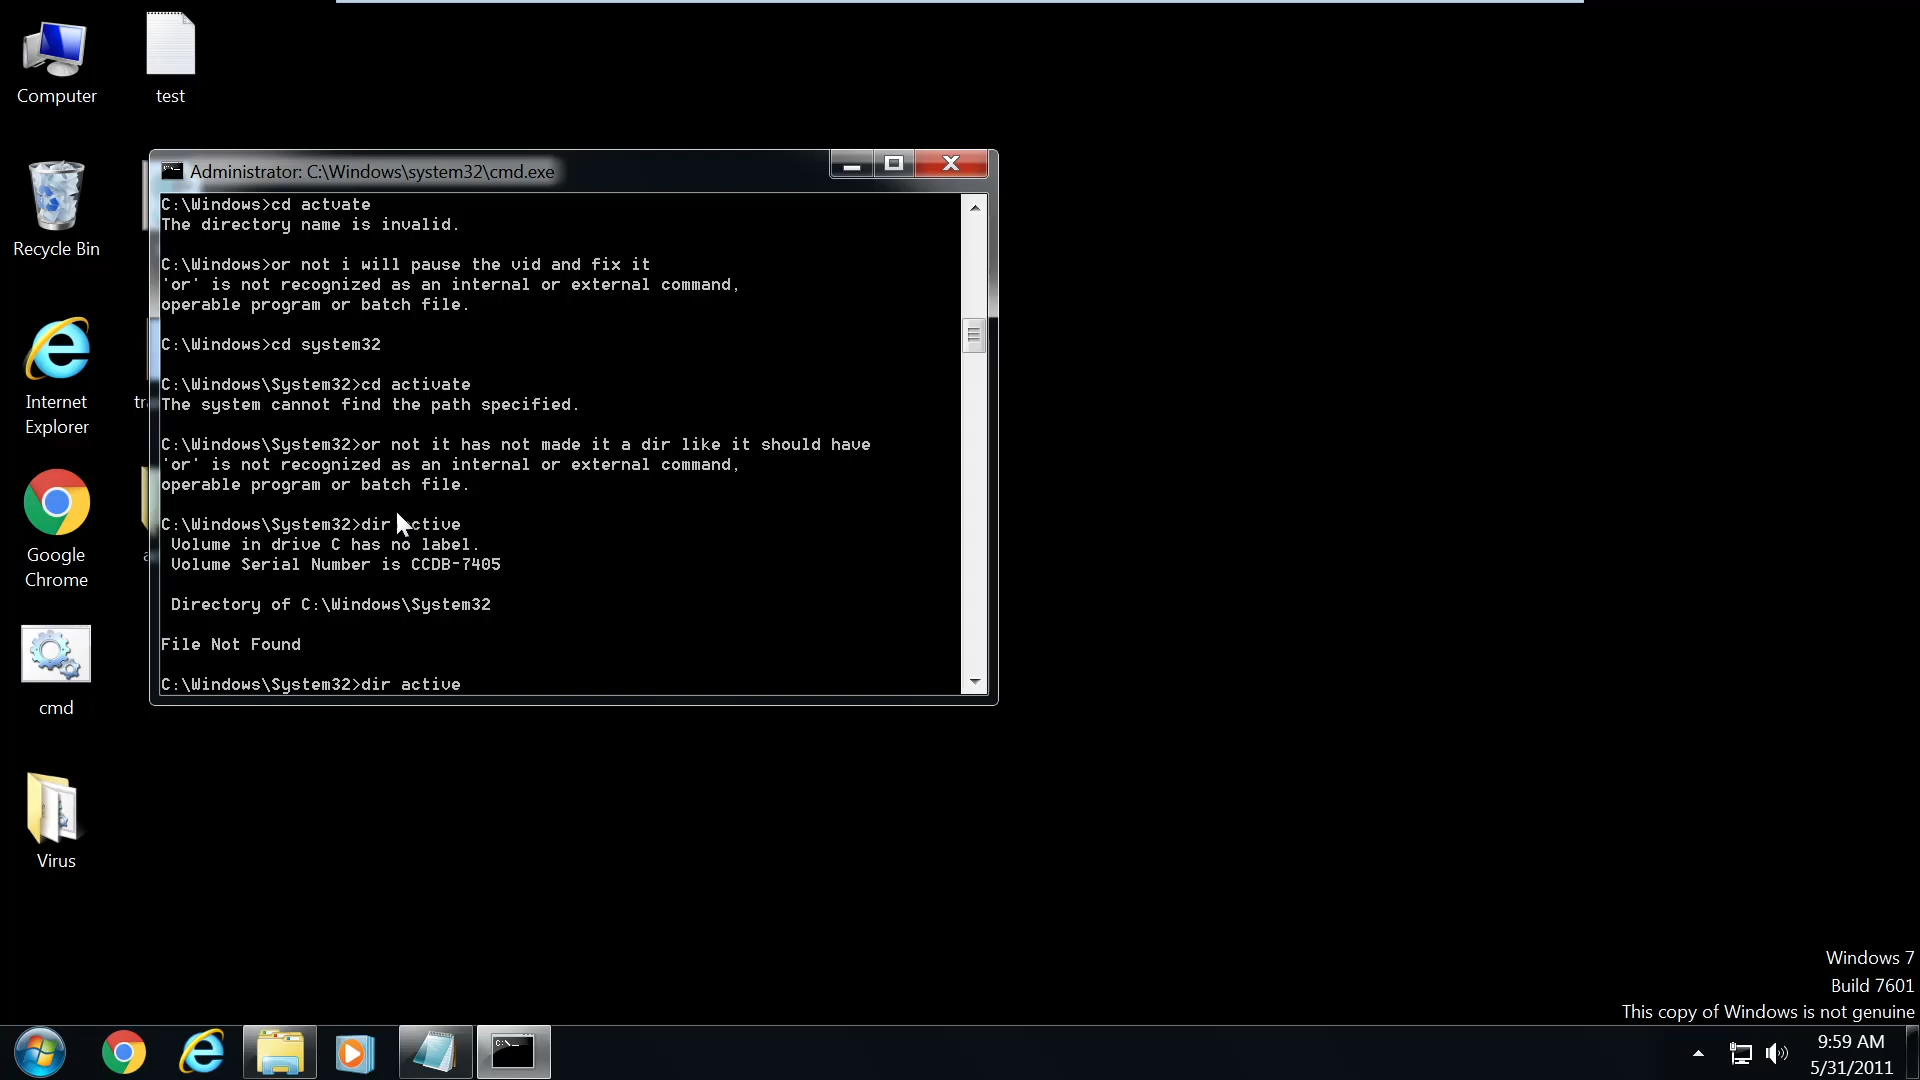 Computer
test
Recycle Bin
Internet
Explorer
Google
Chrome
cmd
Virus
Administrator: C:\Windows\system32\cmd.exe
C:\Windows>cd actvate
The directory name is invalid.
C:\Windows>or not i will pause the vid and fix it
'or' is not recognized as an internal or external command,
operable program or batch file.
C:\Windows>cd system32
C:\Windows\System32>cd activate
The system cannot find the path specified.
C:\Windows\System32>or not it has not made it a dir like it should have
'or' is not recognized as an internal or external command,
operable program or batch file.
C:\Windows\System32>dir active
Volume in drive C has no label.
Volume Serial Number is CCDB-7405
Directory of C:\Windows\System32
File Not Found
C:\Windows\System32>dir active
Windows 7
Build 7601
This copy of Windows is not genuine
9:59 AM
5/31/2011